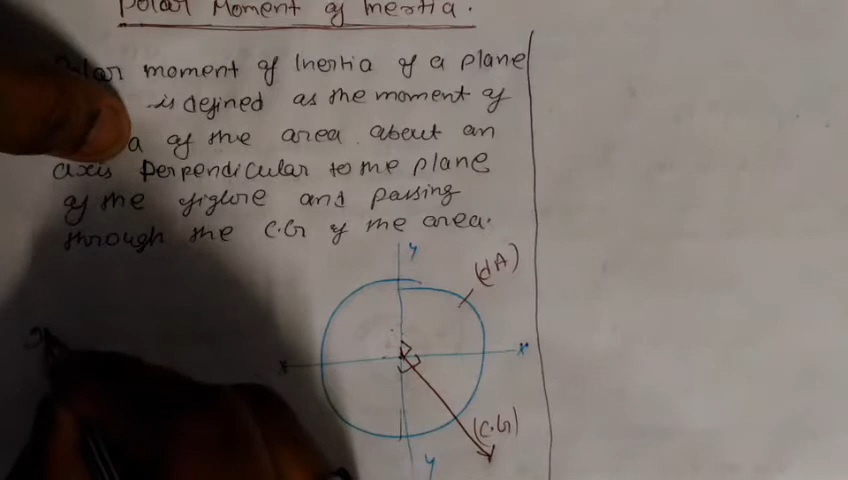 Polar Moment of Inertia.
moment of Inertia of a plane
is defined as the moment of
a of the area about an
axis perpendicular to the plane
of the figure and passing
through the C.G of the area.
y
(dA)
x x
(C.G)
y